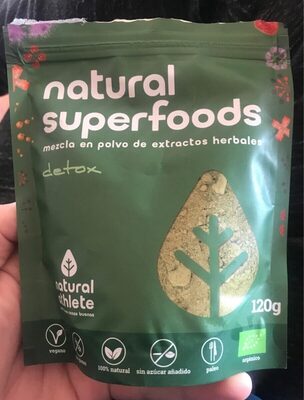 natural
superfoods
mezcla en polvo de extractos herbales
detox
natural
athlete
120g
vegano
100% natural
sin azúcar añadido
paleo
orgánico